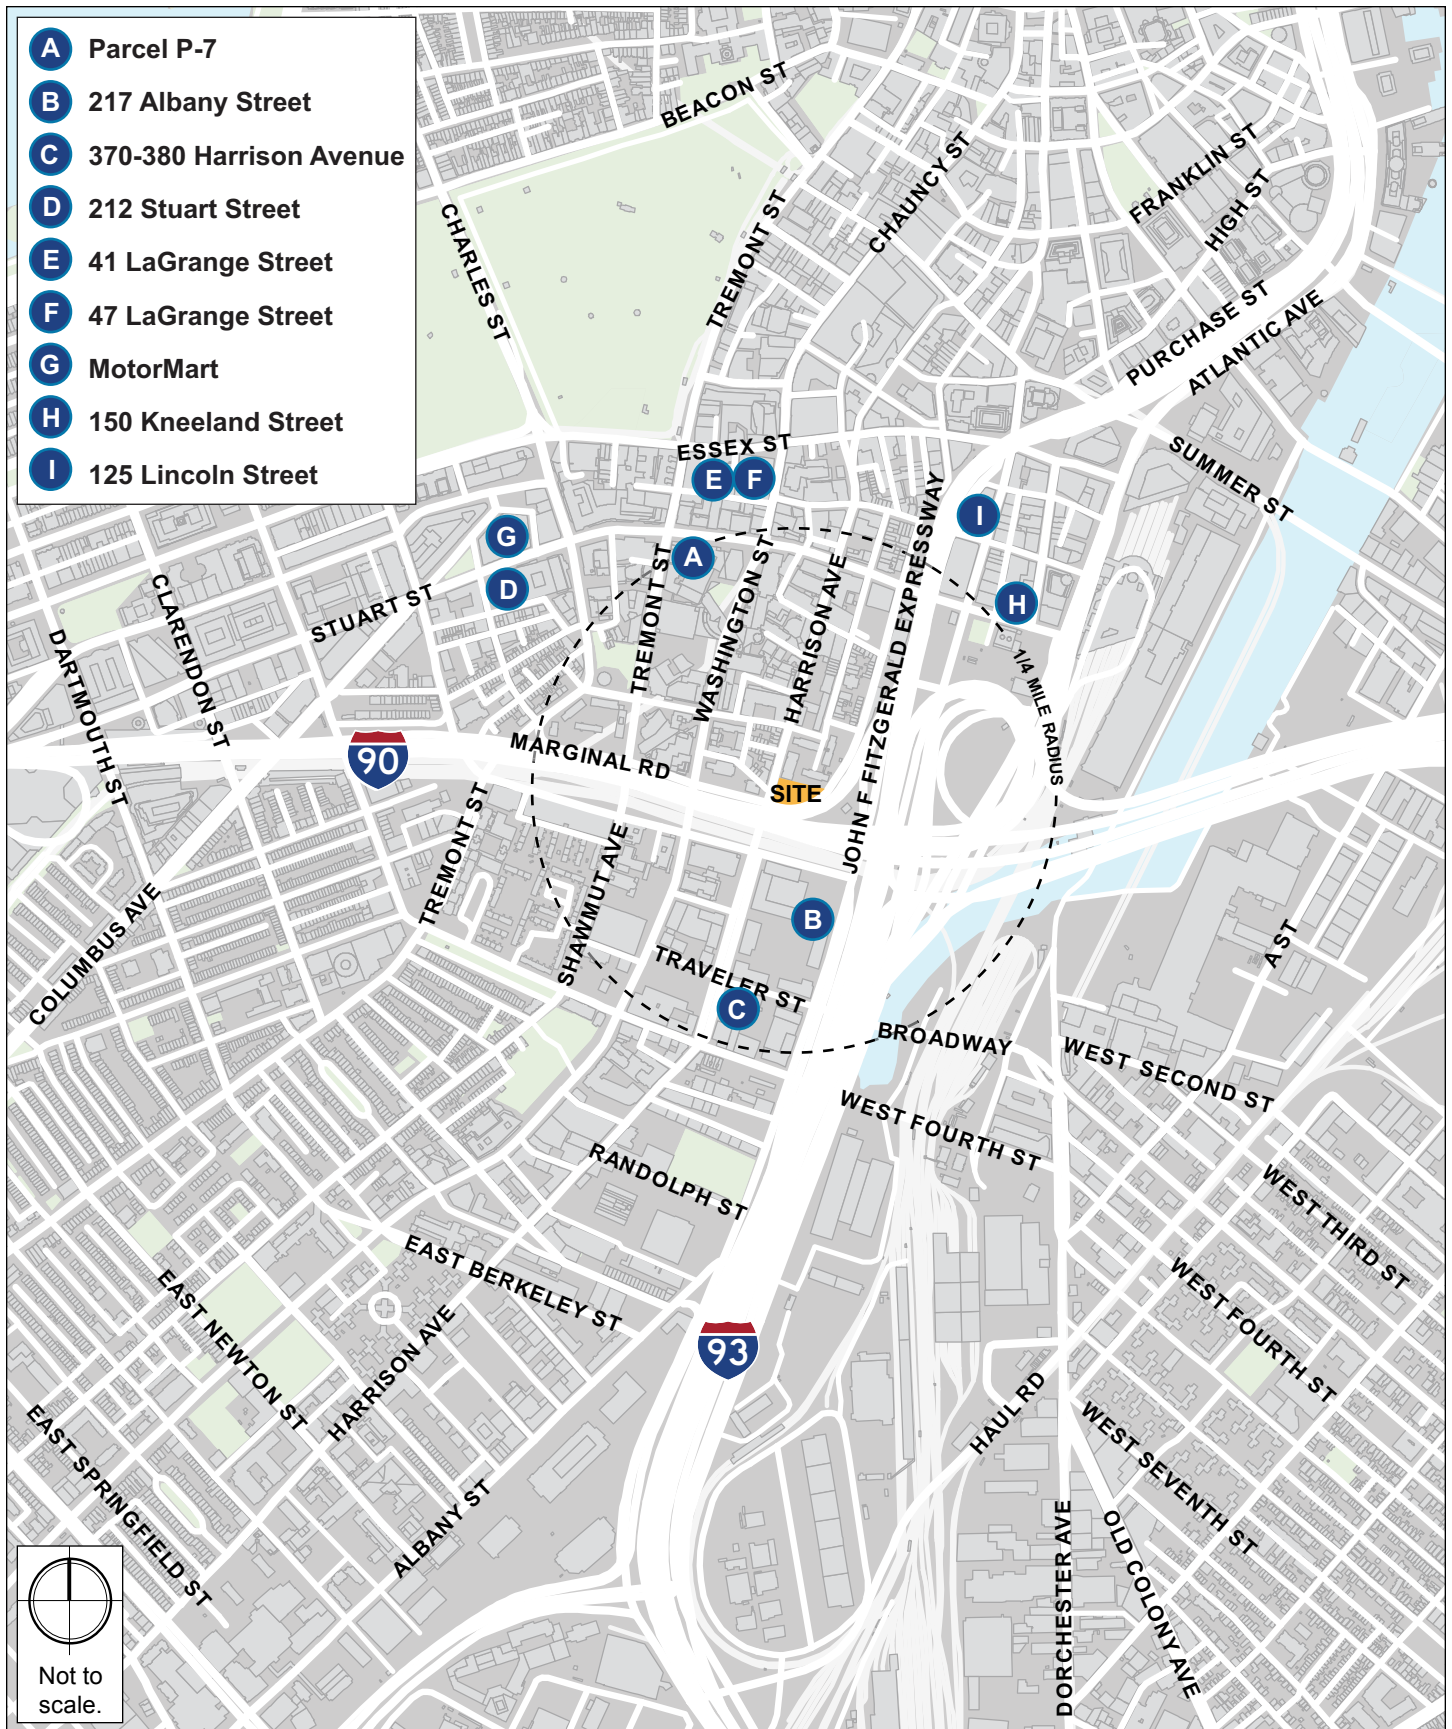 A Parcel P-7
B 217 Albany Street
C 370-380 Harrison Avenue
D 212 Stuart Street
E 41 LaGrange Street
F 47 LaGrange Street
G MotorMart
H 150 Kneeland Street
I 125 Lincoln Street
BEACON ST
CHARLES ST
TREMONT ST
CHAUNCY ST
FRANKLIN ST
HIGH ST
PURCHASE ST
ATLANTIC AVE
SUMMER ST
ESSEX ST
E
F
I
G
A
D
H
STUART ST
CLARENDON ST
DARTMOUTH ST
TREMONT ST
WASHINGTON ST
HARRISON AVE
JOHN F FITZGERALD EXPRESSWAY
1/4 MILE RADIUS
90
MARGINAL RD
SITE
TREMONT ST
SHAWMUT AVE
COLUMBUS AVE
B
TRAVELER ST
C
A ST
BROADWAY
WEST SECOND ST
WEST FOURTH ST
RANDOLPH ST
WEST THIRD ST
EAST BERKELEY ST
WEST FOURTH ST
EAST NEWTON ST
HARRISON AVE
93
HAUL RD
WEST SEVENTH ST
EAST SPRINGFIELD ST
ALBANY ST
DORCHESTER AVE
OLD COLONY AVE
Not to
scale.